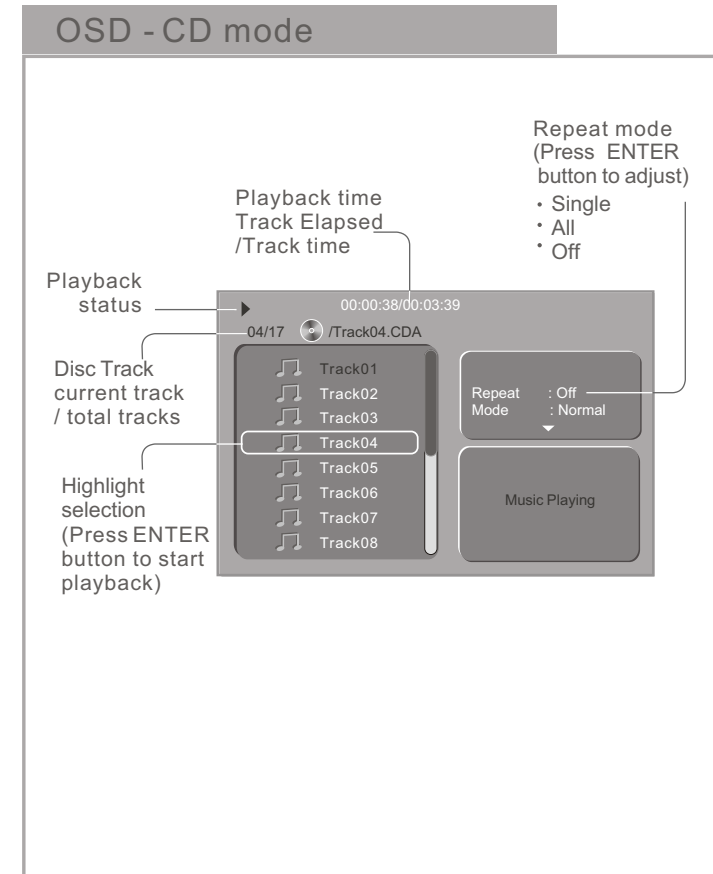 OSD - CD mode
Repeat mode
(Press ENTER
button to adjust)
• Single
• All
• Off
Playback time
Track Elapsed
/Track time
Playback
status
Disc Track
current track
/ total tracks
Highlight
selection
(Press ENTER
button to start
playback)
00:00:38/00:03:39
04/17 /Track04.CDA
Track01
Track02
Track03
Track04
Track05
Track06
Track07
Track08
Repeat : Off
Mode : Normal
Music Playing